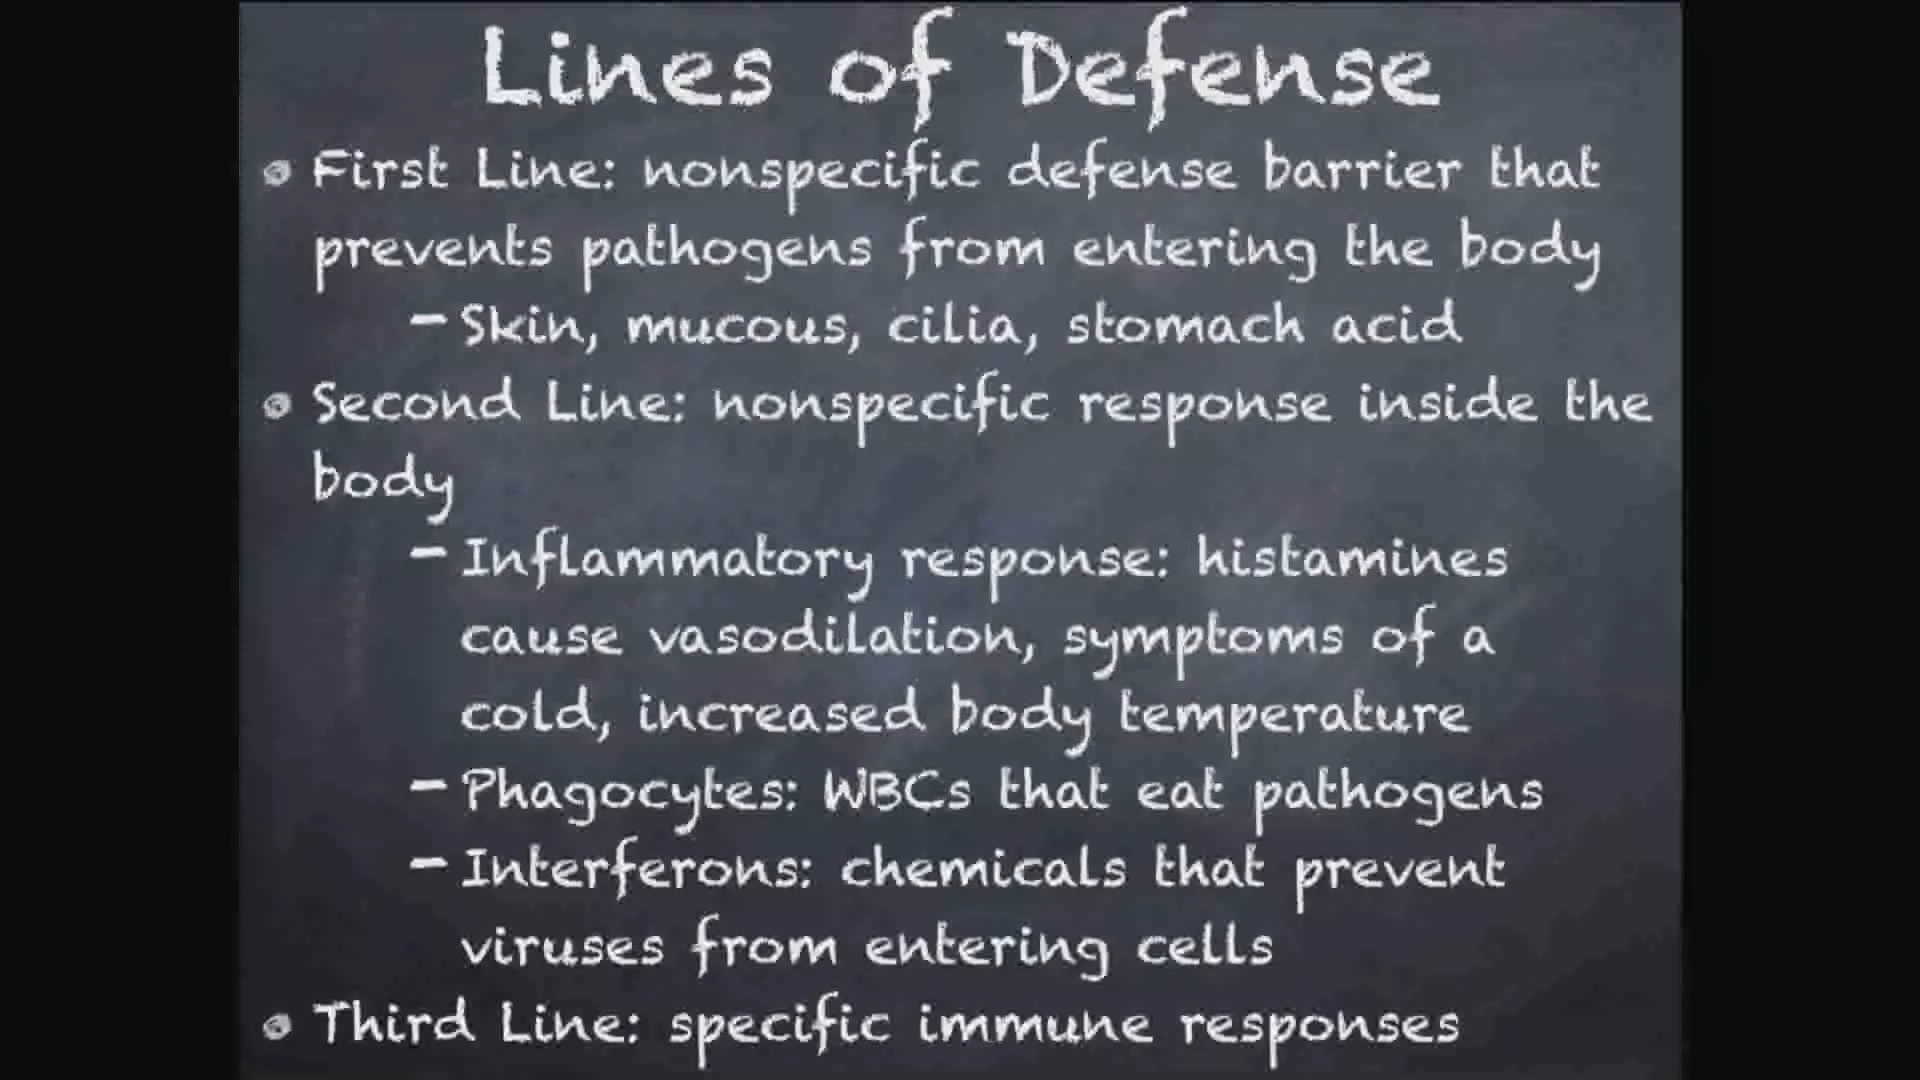 Lines of Defense
First Line: nonspecific defense barrier that
prevents pathogens from entering the body
– Skin, mucous, cilia, stomach acid
Second Line: nonspecific response inside the
body
– Inflammatory response: histamines
cause vasodilation, symptoms of a
cold, increased body temperature
– Phagocytes: WBCs that eat pathogens
– Interferons: chemicals that prevent
viruses from entering cells
Third Line: specific immune responses